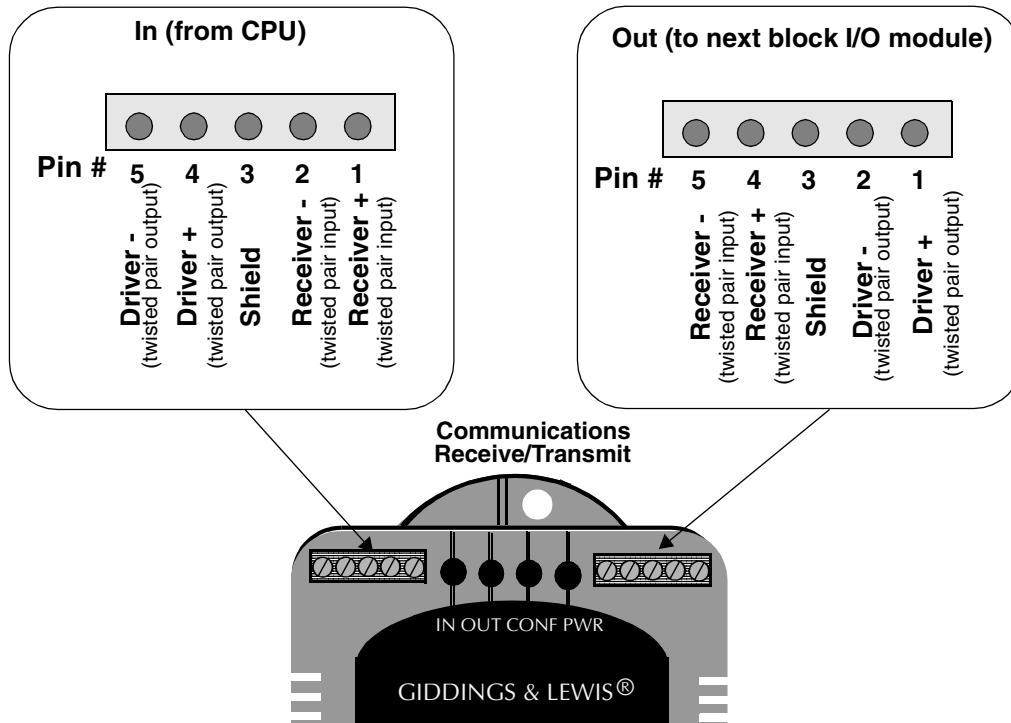 In (from CPU)
Pin # 5 4 3 2 1
Driver -
(twisted pair output)
Driver +
(twisted pair output)
Shield
Receiver -
(twisted pair input)
Receiver +
(twisted pair input)
Out (to next block I/O module)
Pin # 5 4 3 2 1
Receiver -
(twisted pair input)
Receiver +
(twisted pair input)
Shield
Driver -
(twisted pair output)
Driver +
(twisted pair output)
Communications
Receive/Transmit
IN OUT CONF PWR
GIDDINGS & LEWIS®